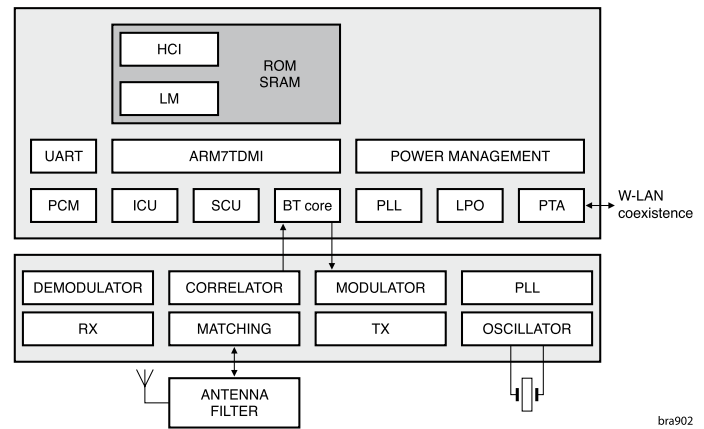 HCI
ROM
SRAM
LM
UART
ARM7TDMI
POWER MANAGEMENT
PCM
ICU
SCU
BT core
PLL
LPO
PTA
W-LAN
coexistence
DEMODULATOR
CORRELATOR
MODULATOR
PLL
RX
MATCHING
TX
OSCILLATOR
ANTENNA
FILTER
bra902